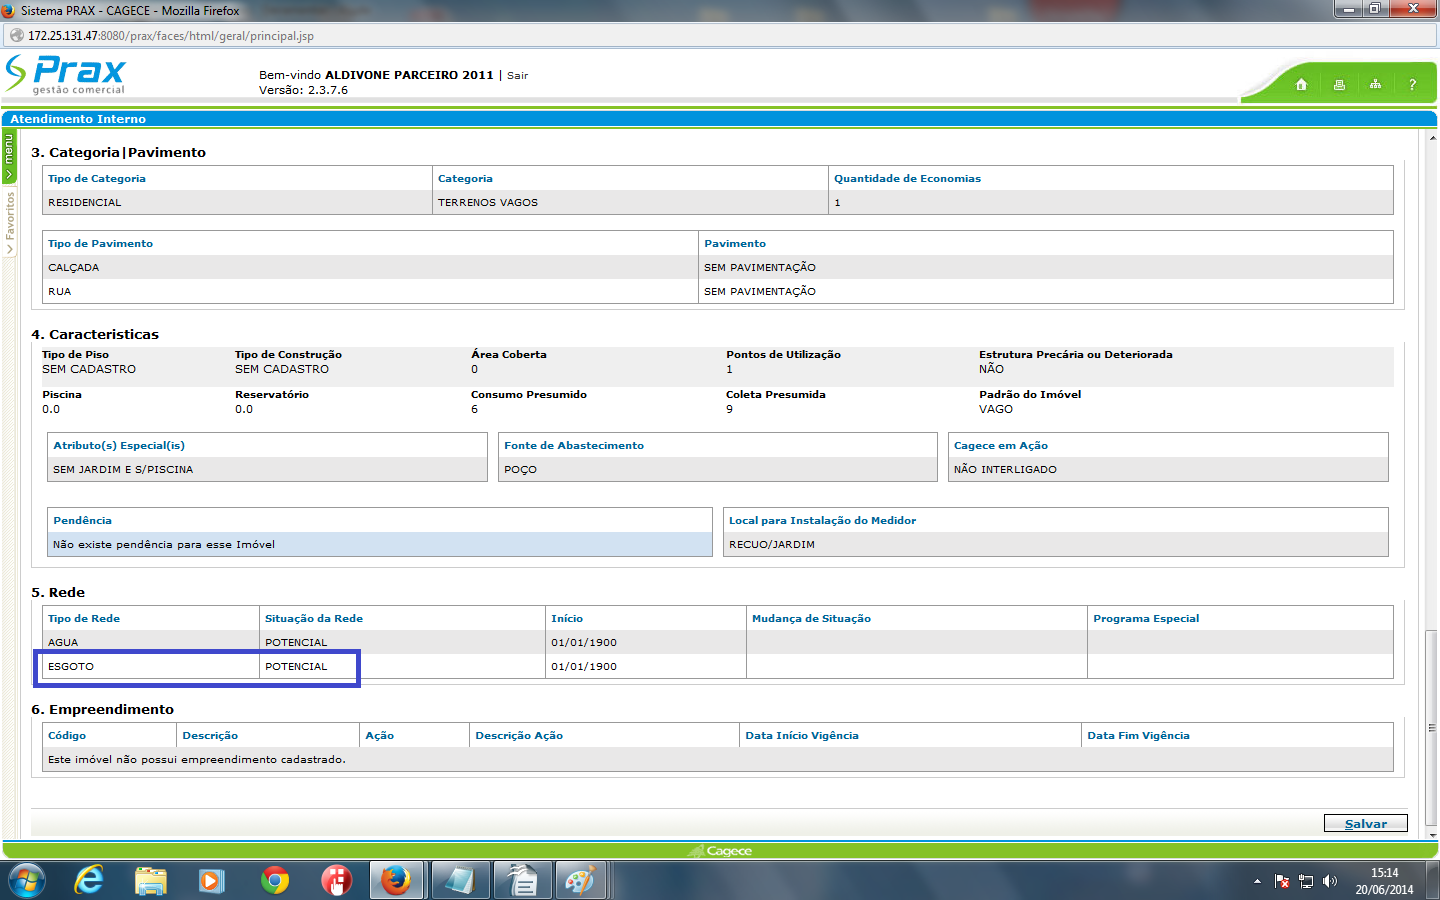 Sistema PRAX - CAGECE - Mozilla Firefox
172.25.131.47:8080/prax/faces/html/geral/principal.jsp
Prax
gestão comercial
Bem-vindo ALDIVONE PARCEIRO 2011 | Sair
Versão: 2.3.7.6
?
Atendimento Interno
menu
Favoritos
3. Categoria|Pavimento
Tipo de Categoria Categoria Quantidade de Economias
RESIDENCIAL TERRENOS VAGOS 1
Tipo de Pavimento Pavimento
CALÇADA SEM PAVIMENTAÇÃO
RUA SEM PAVIMENTAÇÃO
4. Caracteristicas
Tipo de Piso Tipo de Construção Área Coberta Pontos de Utilização Estrutura Precária ou Deteriorada
SEM CADASTRO SEM CADASTRO 0 1 NÃO
Piscina Reservatório Consumo Presumido Coleta Presumida Padrão do Imóvel
0.0 0.0 6 9 VAGO
Atributo(s) Especial(is) Fonte de Abastecimento Cagece em Ação
SEM JARDIM E S/PISCINA POÇO NÃO INTERLIGADO
Pendência Local para Instalação do Medidor
Não existe pendência para esse Imóvel RECUO/JARDIM
5. Rede
Tipo de Rede Situação da Rede Início Mudança de Situação Programa Especial
AGUA POTENCIAL 01/01/1900
ESGOTO POTENCIAL 01/01/1900
6. Empreendimento
Código Descrição Ação Descrição Ação Data Início Vigência Data Fim Vigência
Este imóvel não possui empreendimento cadastrado.
Salvar
Cagece
15:14
20/06/2014